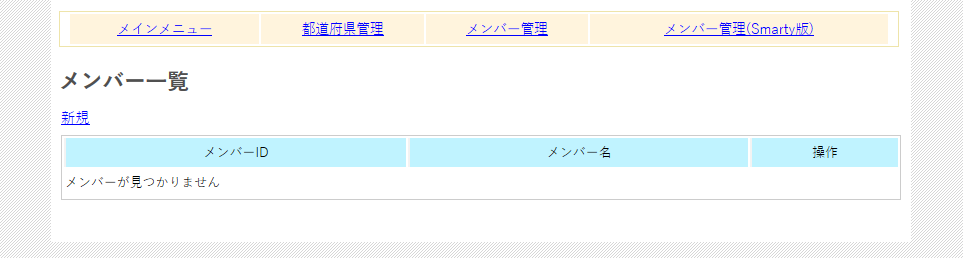 メインメニュー 都道府県管理 メンバー管理 メンバー管理(Smarty版)
メンバー一覧
新規
メンバーID メンバー名 操作
メンバーが見つかりません